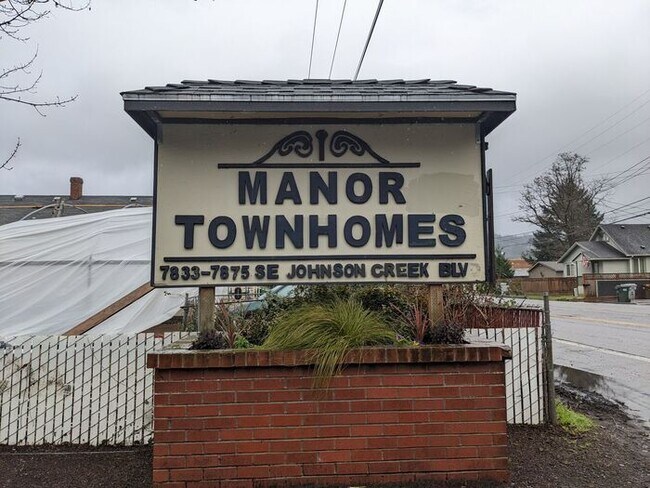 MANOR
TOWNHOMES
7833-7875 SE JOHNSON CREEK BLV